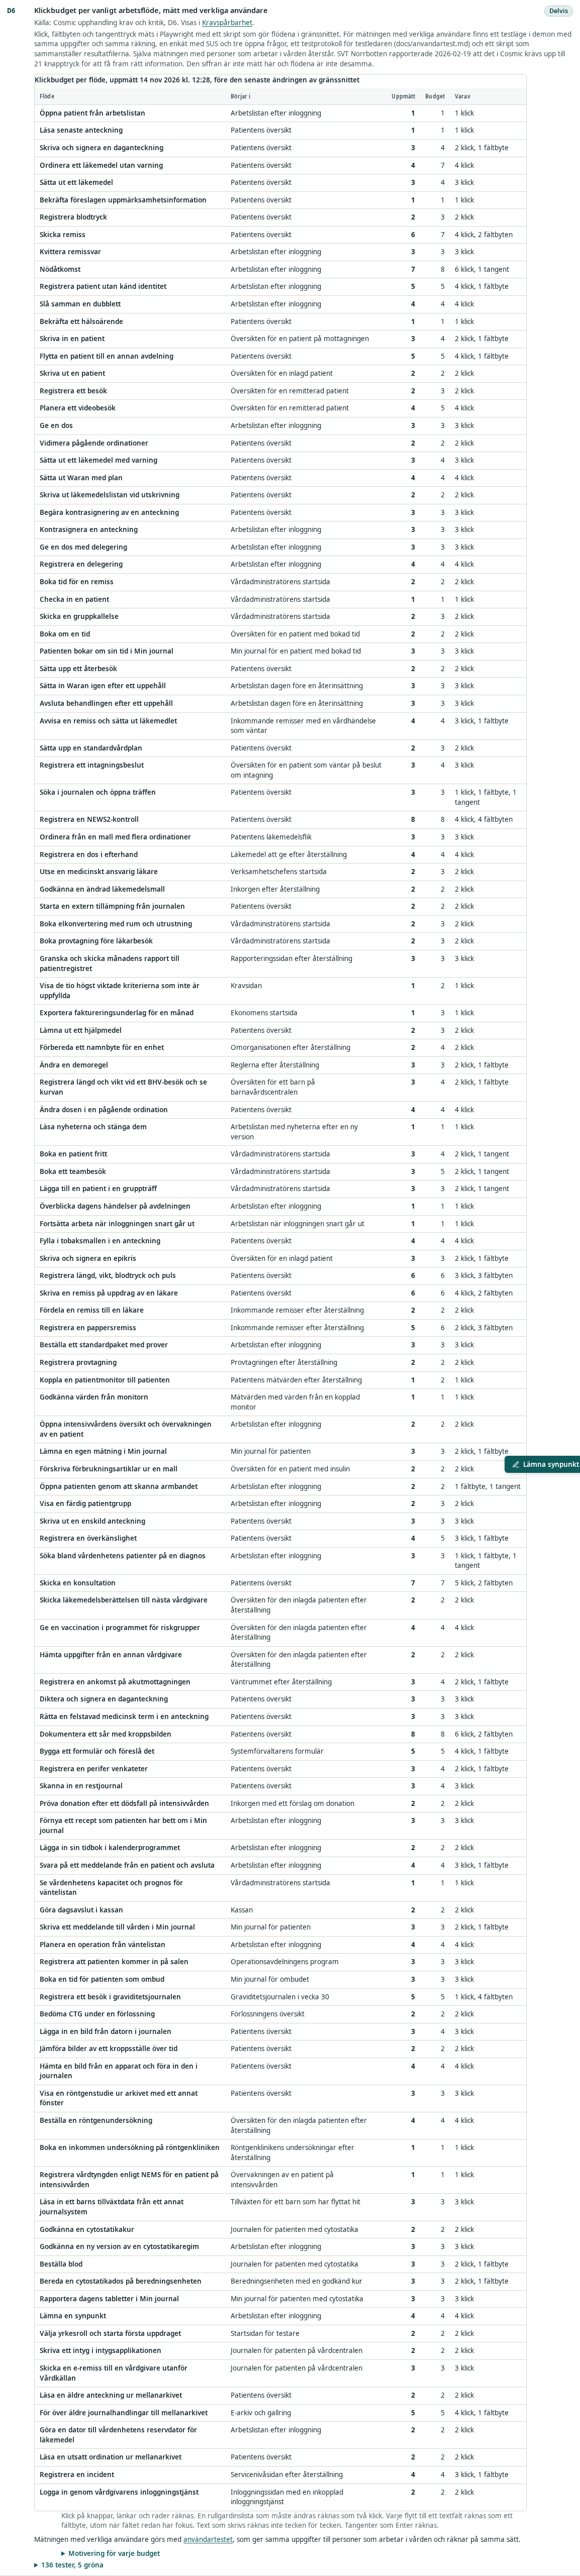 D6 Klickbudget per vanligt arbetsflöde, mätt med verkliga användare Delvis
Källa: Cosmic upphandling krav och kritik, D6. Visas i Kravspårbarhet.
Klick, fältbyten och tangenttryck mäts i Playwright med ett skript som gör flödena i gränssnittet. För mätningen med verkliga användare finns ett testläge i demon med
samma uppgifter och samma räkning, en enkät med SUS och tre öppna frågor, ett testprotokoll för testledaren (docs/anvandartest.md) och ett skript som
sammanställer resultatfilerna. Själva mätningen med personer som arbetar i vården återstår. SVT Norrbotten rapporterade 2026-02-19 att det i Cosmic krävs upp till
21 knapptryck för att få fram rätt information. Den siffran är inte mätt här och flödena är inte desamma.
Klickbudget per flöde, uppmätt 14 nov 2026 kl. 12:28, före den senaste ändringen av gränssnittet
Flöde Börjar i Uppmätt Budget Varav
Öppna patient från arbetslistan Arbetslistan efter inloggning 1 1 1 klick
Läsa senaste anteckning Patientens översikt 1 1 1 klick
Skriva och signera en daganteckning Patientens översikt 3 4 2 klick, 1 fältbyte
Ordinera ett läkemedel utan varning Patientens översikt 4 7 4 klick
Sätta ut ett läkemedel Patientens översikt 3 4 3 klick
Bekräfta föreslagen uppmärksamhetsinformation Patientens översikt 1 1 1 klick
Registrera blodtryck Patientens översikt 2 3 2 klick
Skicka remiss Patientens översikt 6 7 4 klick, 2 fältbyten
Kvittera remissvar Arbetslistan efter inloggning 3 3 3 klick
Nödåtkomst Arbetslistan efter inloggning 7 8 6 klick, 1 tangent
Registrera patient utan känd identitet Arbetslistan efter inloggning 5 5 4 klick, 1 fältbyte
Slå samman en dubblett Arbetslistan efter inloggning 4 4 4 klick
Bekräfta ett hälsoärende Patientens översikt 1 1 1 klick
Skriva in en patient Översikten för en patient på mottagningen 3 4 2 klick, 1 fältbyte
Flytta en patient till en annan avdelning Patientens översikt 5 5 4 klick, 1 fältbyte
Skriva ut en patient Översikten för en inlagd patient 2 2 2 klick
Registrera ett besök Översikten för en remitterad patient 2 3 2 klick
Planera ett videobesök Översikten för en remitterad patient 4 5 4 klick
Ge en dos Arbetslistan efter inloggning 3 3 3 klick
Vidimera pågående ordinationer Patientens översikt 2 2 2 klick
Sätta ut ett läkemedel med varning Patientens översikt 3 4 3 klick
Sätta ut Waran med plan Patientens översikt 4 4 4 klick
Skriva ut läkemedelslistan vid utskrivning Patientens översikt 2 2 2 klick
Begära kontrasignering av en anteckning Patientens översikt 3 3 3 klick
Kontrasignera en anteckning Arbetslistan efter inloggning 3 3 3 klick
Ge en dos med delegering Arbetslistan efter inloggning 3 3 3 klick
Registrera en delegering Arbetslistan efter inloggning 4 4 4 klick
Boka tid för en remiss Vårdadministratörens startsida 2 2 2 klick
Checka in en patient Vårdadministratörens startsida 1 1 1 klick
Skicka en gruppkallelse Vårdadministratörens startsida 2 3 2 klick
Boka om en tid Översikten för en patient med bokad tid 2 2 2 klick
Patienten bokar om sin tid i Min journal Min journal för en patient med bokad tid 3 3 3 klick
Sätta upp ett återbesök Patientens översikt 2 2 2 klick
Sätta in Waran igen efter ett uppehåll Arbetslistan dagen före en återinsättning 3 3 3 klick
Avsluta behandlingen efter ett uppehåll Arbetslistan dagen före en återinsättning 3 3 3 klick
Avvisa en remiss och sätta ut läkemedlet Inkommande remisser med en vårdhändelse
som väntar 4 4 3 klick, 1 fältbyte
Sätta upp en standardvårdplan Patientens översikt 2 3 2 klick
Registrera ett intagningsbeslut Översikten för en patient som väntar på beslut
om intagning 3 4 3 klick
Söka i journalen och öppna träffen Patientens översikt 3 3 1 klick, 1 fältbyte, 1
tangent
Registrera en NEWS2-kontroll Patientens översikt 8 8 4 klick, 4 fältbyten
Ordinera från en mall med flera ordinationer Patientens läkemedelsflik 3 3 3 klick
Registrera en dos i efterhand Läkemedel att ge efter återställning 4 4 4 klick
Utse en medicinskt ansvarig läkare Verksamhetschefens startsida 2 3 2 klick
Godkänna en ändrad läkemedelsmall Inkorgen efter återställning 2 2 2 klick
Starta en extern tillämpning från journalen Patientens översikt 2 2 2 klick
Boka elkonvertering med rum och utrustning Vårdadministratörens startsida 2 3 2 klick
Boka provtagning före läkarbesök Vårdadministratörens startsida 2 3 2 klick
Granska och skicka månadens rapport till
patientregistret Rapporteringssidan efter återställning 3 3 3 klick
Visa de tio högst viktade kriterierna som inte är
uppfyllda Kravsidan 1 2 1 klick
Exportera faktureringsunderlag för en månad Ekonomens startsida 1 3 1 klick
Lämna ut ett hjälpmedel Patientens översikt 2 3 2 klick
Förbereda ett namnbyte för en enhet Omorganisationen efter återställning 2 4 2 klick
Ändra en demoregel Reglerna efter återställning 3 3 2 klick, 1 fältbyte
Registrera längd och vikt vid ett BHV-besök och se
kurvan Översikten för ett barn på
barnavårdscentralen 3 4 2 klick, 1 fältbyte
Ändra dosen i en pågående ordination Patientens översikt 4 4 4 klick
Läsa nyheterna och stänga dem Arbetslistan med nyheterna efter en ny
version 1 1 1 klick
Boka en patient fritt Vårdadministratörens startsida 3 4 2 klick, 1 tangent
Boka ett teambesök Vårdadministratörens startsida 3 5 2 klick, 1 tangent
Lägga till en patient i en gruppträff Vårdadministratörens startsida 3 3 2 klick, 1 tangent
Överblicka dagens händelser på avdelningen Arbetslistan efter inloggning 1 1 1 klick
Fortsätta arbeta när inloggningen snart går ut Arbetslistan när inloggningen snart går ut 1 1 1 klick
Fylla i tobaksmallen i en anteckning Patientens översikt 4 4 4 klick
Skriva och signera en epikris Översikten för en inlagd patient 3 3 2 klick, 1 fältbyte
Registrera längd, vikt, blodtryck och puls Patientens översikt 6 6 3 klick, 3 fältbyten
Skriva en remiss på uppdrag av en läkare Patientens översikt 6 6 4 klick, 2 fältbyten
Fördela en remiss till en läkare Inkommande remisser efter återställning 2 2 2 klick
Registrera en pappersremiss Inkommande remisser efter återställning 5 6 2 klick, 3 fältbyten
Beställa ett standardpaket med prover Arbetslistan efter inloggning 3 3 3 klick
Registrera provtagning Provtagningen efter återställning 2 2 2 klick
Koppla en patientmonitor till patienten Patientens mätvärden efter återställning 1 2 1 klick
Godkänna värden från monitorn Mätvärden med värden från en kopplad
monitor 1 1 1 klick
Öppna intensivvårdens översikt och övervakningen
av en patient Arbetslistan efter inloggning 2 2 2 klick
Lämna en egen mätning i Min journal Min journal för patienten 3 3 2 klick, 1 fältbyte
Lämna synpunkt
Förskriva förbrukningsartiklar ur en mall Översikten för en patient med insulin 2 2 2 klick
Öppna patienten genom att skanna armbandet Arbetslistan efter inloggning 2 2 1 fältbyte, 1 tangent
Visa en färdig patientgrupp Arbetslistan efter inloggning 2 3 2 klick
Skriva ut en enskild anteckning Patientens översikt 3 3 3 klick
Registrera en överkänslighet Patientens översikt 4 5 3 klick, 1 fältbyte
Söka bland vårdenhetens patienter på en diagnos Arbetslistan efter inloggning 3 3 1 klick, 1 fältbyte, 1
tangent
Skicka en konsultation Patientens översikt 7 7 5 klick, 2 fältbyten
Skicka läkemedelsberättelsen till nästa vårdgivare Översikten för den inlagda patienten efter
återställning 2 2 2 klick
Ge en vaccination i programmet för riskgrupper Översikten för den inlagda patienten efter
återställning 4 4 4 klick
Hämta uppgifter från en annan vårdgivare Översikten för den inlagda patienten efter
återställning 2 2 2 klick
Registrera en ankomst på akutmottagningen Väntrummet efter återställning 3 4 2 klick, 1 fältbyte
Diktera och signera en daganteckning Patientens översikt 3 3 3 klick
Rätta en felstavad medicinsk term i en anteckning Patientens översikt 3 3 3 klick
Dokumentera ett sår med kroppsbilden Patientens översikt 8 8 6 klick, 2 fältbyten
Bygga ett formulär och föreslå det Systemförvaltarens formulär 5 5 4 klick, 1 fältbyte
Registrera en perifer venkateter Patientens översikt 3 4 2 klick, 1 fältbyte
Skanna in en restjournal Patientens översikt 3 4 3 klick
Pröva donation efter ett dödsfall på intensivvården Inkorgen med ett förslag om donation 2 2 2 klick
Förnya ett recept som patienten har bett om i Min
journal Arbetslistan efter inloggning 3 3 3 klick
Lägga in sin tidbok i kalenderprogrammet Arbetslistan efter inloggning 2 2 2 klick
Svara på ett meddelande från en patient och avsluta Arbetslistan efter inloggning 4 4 3 klick, 1 fältbyte
Se vårdenhetens kapacitet och prognos för
väntelistan Vårdadministratörens startsida 1 1 1 klick
Göra dagsavslut i kassan Kassan 2 2 2 klick
Skriva ett meddelande till vården i Min journal Min journal för patienten 3 3 2 klick, 1 fältbyte
Planera en operation från väntelistan Arbetslistan efter inloggning 4 4 4 klick
Registrera att patienten kommer in på salen Operationsavdelningens program 3 3 3 klick
Boka en tid för patienten som ombud Min journal för ombudet 3 3 3 klick
Registrera ett besök i graviditetsjournalen Graviditetsjournalen i vecka 30 5 5 1 klick, 4 fältbyten
Bedöma CTG under en förlossning Förlossningens översikt 2 2 2 klick
Lägga in en bild från datorn i journalen Patientens översikt 3 4 3 klick
Jämföra bilder av ett kroppsställe över tid Patientens översikt 2 2 2 klick
Hämta en bild från en apparat och föra in den i
journalen Patientens översikt 4 4 4 klick
Visa en röntgenstudie ur arkivet med ett annat
fönster Patientens översikt 3 3 3 klick
Beställa en röntgenundersökning Översikten för den inlagda patienten efter
återställning 4 4 4 klick
Boka en inkommen undersökning på röntgenkliniken Röntgenklinikens undersökningar efter
återställning 1 1 1 klick
Registrera vårdtyngden enligt NEMS för en patient på
intensivvården Övervakningen av en patient på
intensivvården 1 1 1 klick
Läsa in ett barns tillväxtdata från ett annat
journalsystem Tillväxten för ett barn som har flyttat hit 3 3 3 klick
Godkänna en cytostatikakur Journalen för patienten med cytostatika 2 2 2 klick
Godkänna en ny version av en cytostatikaregim Arbetslistan efter inloggning 3 3 3 klick
Beställa blod Journalen för patienten med cytostatika 3 3 2 klick, 1 fältbyte
Bereda en cytostatikados på beredningsenheten Beredningsenheten med en godkänd kur 3 3 2 klick, 1 fältbyte
Rapportera dagens tabletter i Min journal Min journal för patienten med cytostatika 3 3 3 klick
Lämna en synpunkt Arbetslistan efter inloggning 4 4 4 klick
Välja yrkesroll och starta första uppdraget Startsidan för testare 2 2 2 klick
Skriva ett intyg i intygsapplikationen Journalen för patienten på vårdcentralen 2 2 2 klick
Skicka en e-remiss till en vårdgivare utanför
Vårdkällan Journalen för patienten på vårdcentralen 3 3 3 klick
Läsa en äldre anteckning ur mellanarkivet Patientens översikt 2 2 2 klick
För över äldre journalhandlingar till mellanarkivet E-arkiv och gallring 5 5 4 klick, 1 fältbyte
Göra en dator till vårdenhetens reservdator för
läkemedel Arbetslistan efter inloggning 2 2 2 klick
Läsa en utsatt ordination ur mellanarkivet Patientens översikt 2 2 2 klick
Registrera en incident Servicenivåsidan efter återställning 4 4 3 klick, 1 fältbyte
Logga in genom vårdgivarens inloggningstjänst Inloggningssidan med en inkopplad
inloggningstjänst 2 2 2 klick
Klick på knappar, länkar och rader räknas. En rullgardinslista som måste ändras räknas som två klick. Varje flytt till ett textfält räknas som ett
fältbyte, utom när fältet redan har fokus. Text som skrivs räknas inte tecken för tecken. Tangenter som Enter räknas.
Mätningen med verkliga användare görs med användartestet, som ger samma uppgifter till personer som arbetar i vården och räknar på samma sätt.
▸ Motivering för varje budget
▸ 136 tester, 5 gröna